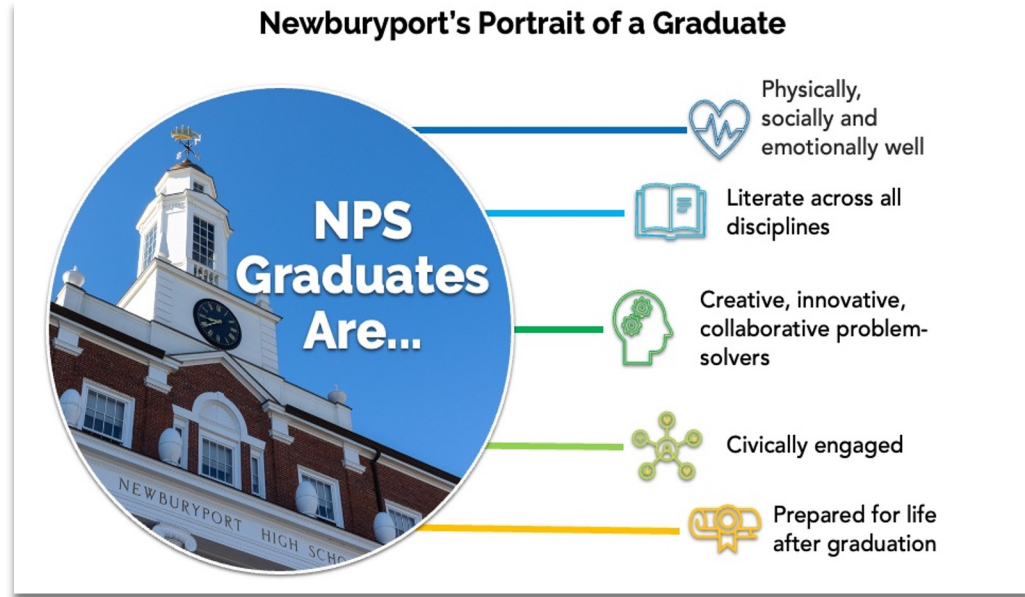 Newburyport's Portrait of a Graduate
NPS
Graduates
Are...
Physically,
socially and
emotionally well
Literate across all
disciplines
Creative, innovative,
collaborative problem-
solvers
Civically engaged
Prepared for life
after graduation
NEWBURYPORT HIGH SCHO